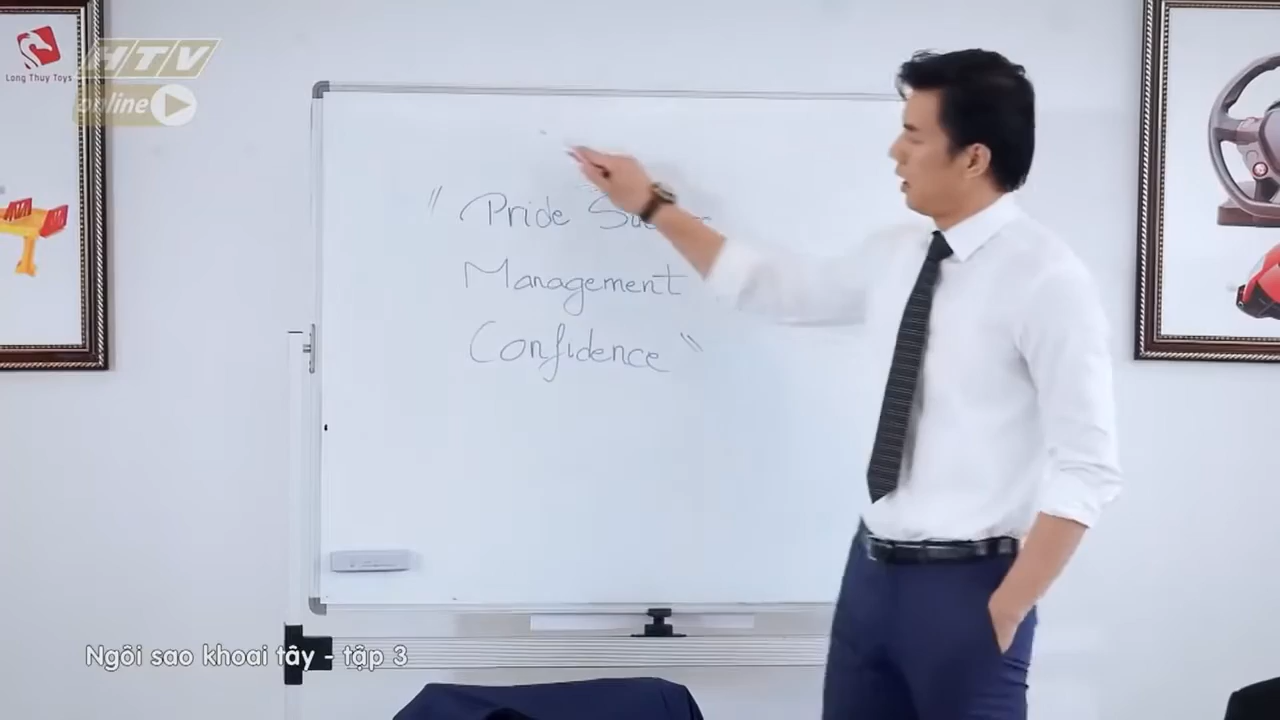 Long Thuy Toys
HTV
online
" Pride
Management
Confidence "
Ngôi sao khoai tây - tập 3